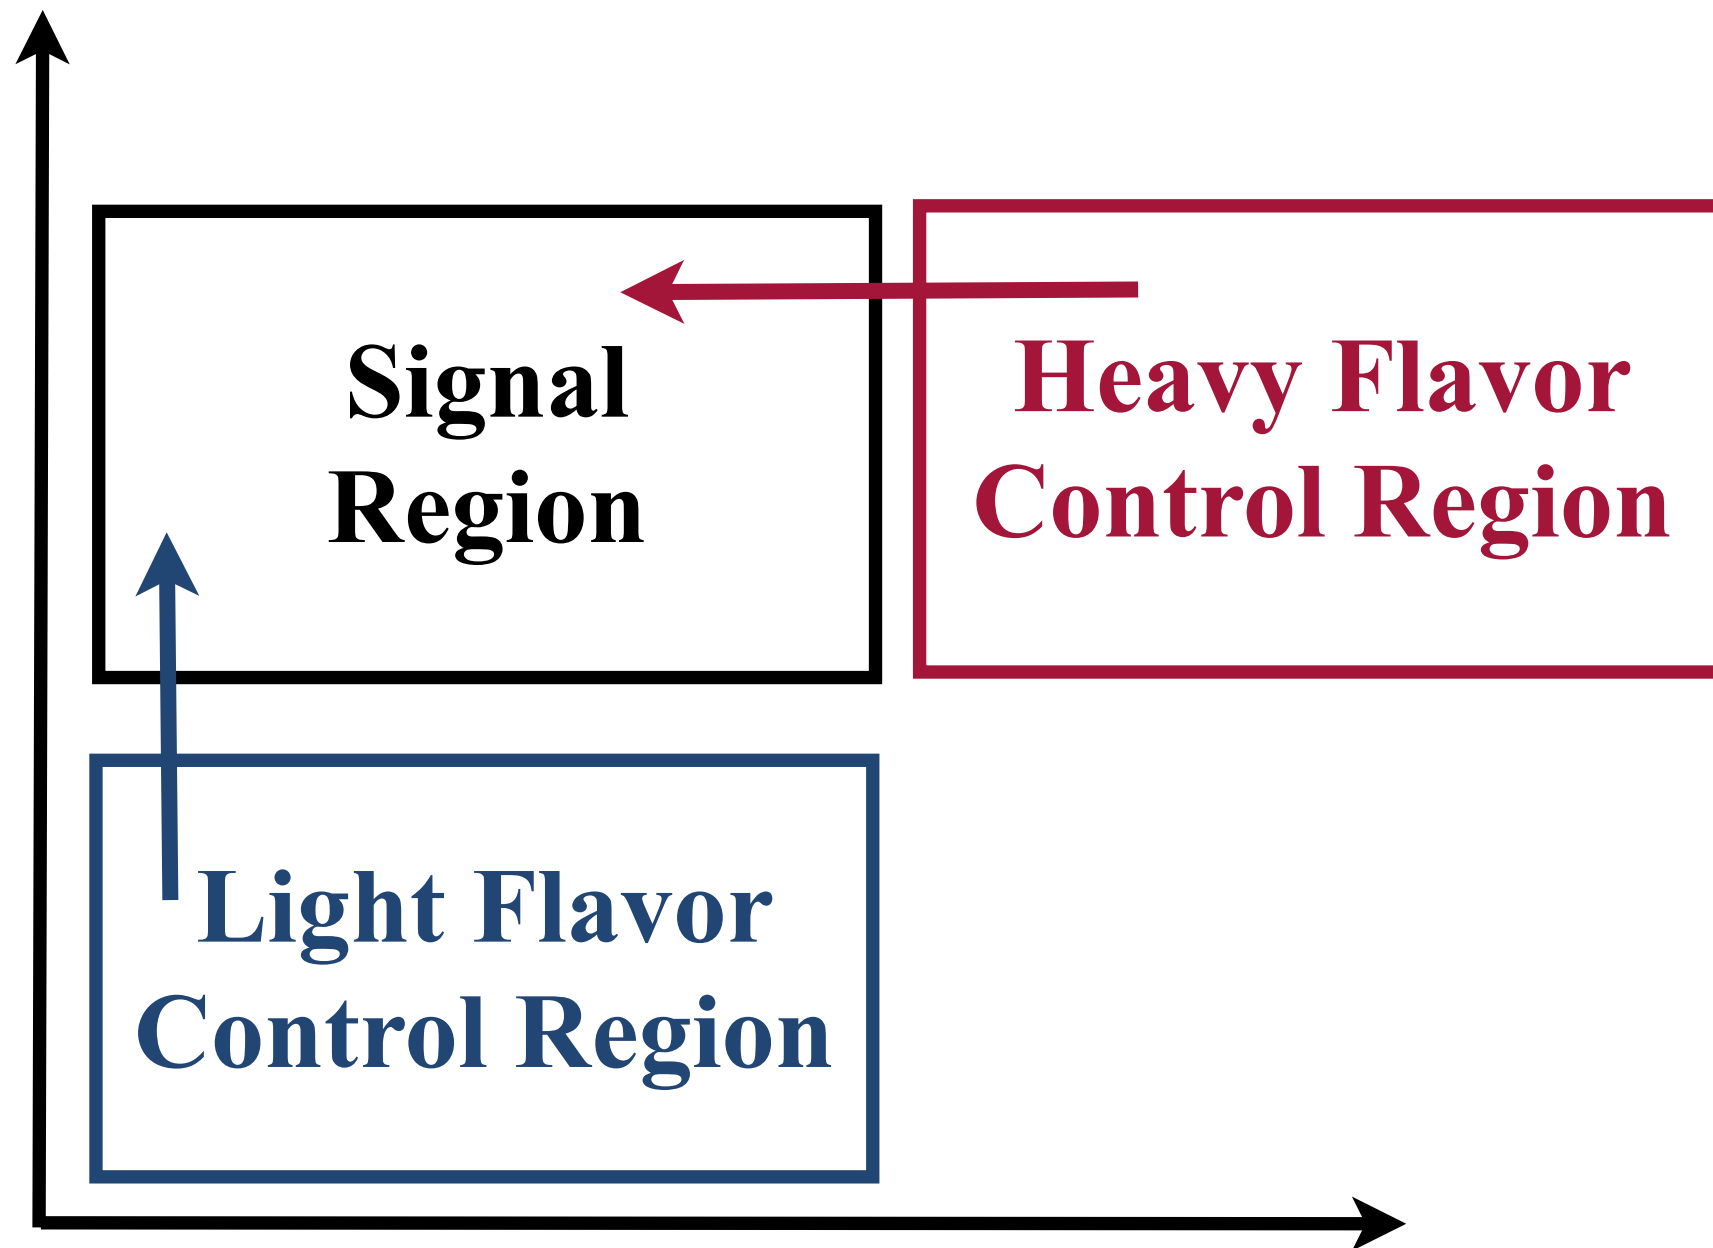 Signal
Region
Heavy Flavor
Control Region
Light Flavor
Control Region